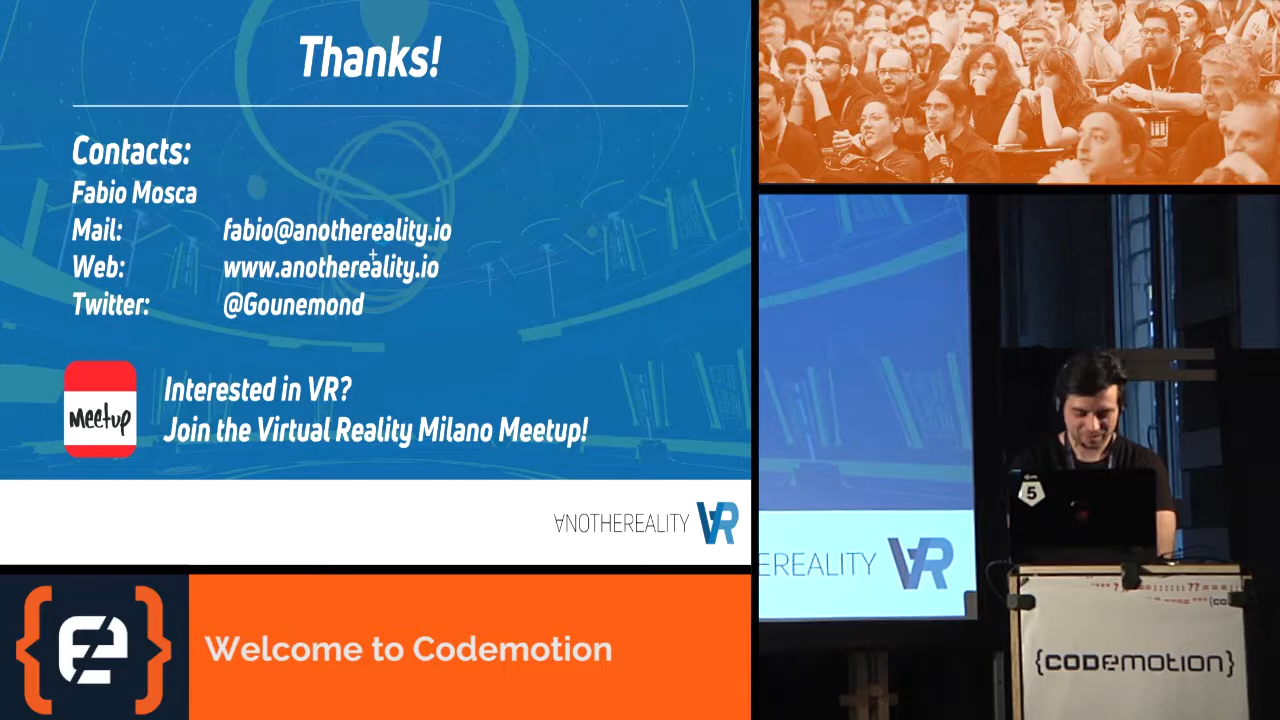 Thanks!
Contacts:
Fabio Mosca
Mail: fabio@anothereality.io
Web: www.anothereality.io
Twitter: @Gounemond
meetup
Interested in VR?
Join the Virtual Reality Milano Meetup!
ⱯNOTHEREALITY VR
EREALITY VR
5
{CODEMOTION}
Welcome to Codemotion